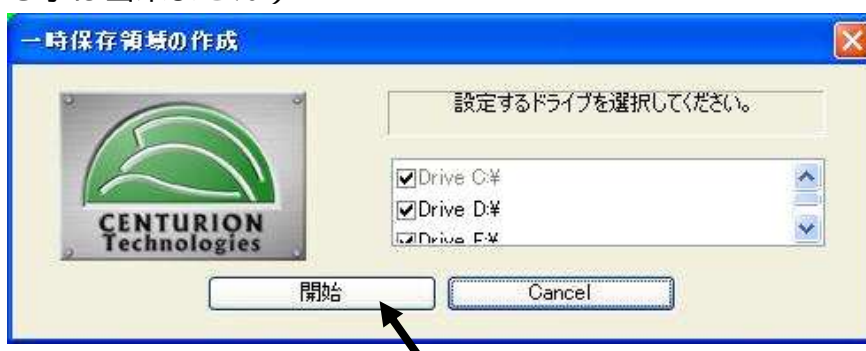 一時保存領域の作成
設定するドライブを選択してください。
Drive C:¥
Drive D:¥
CENTURION
Technologies
開始
Cancel